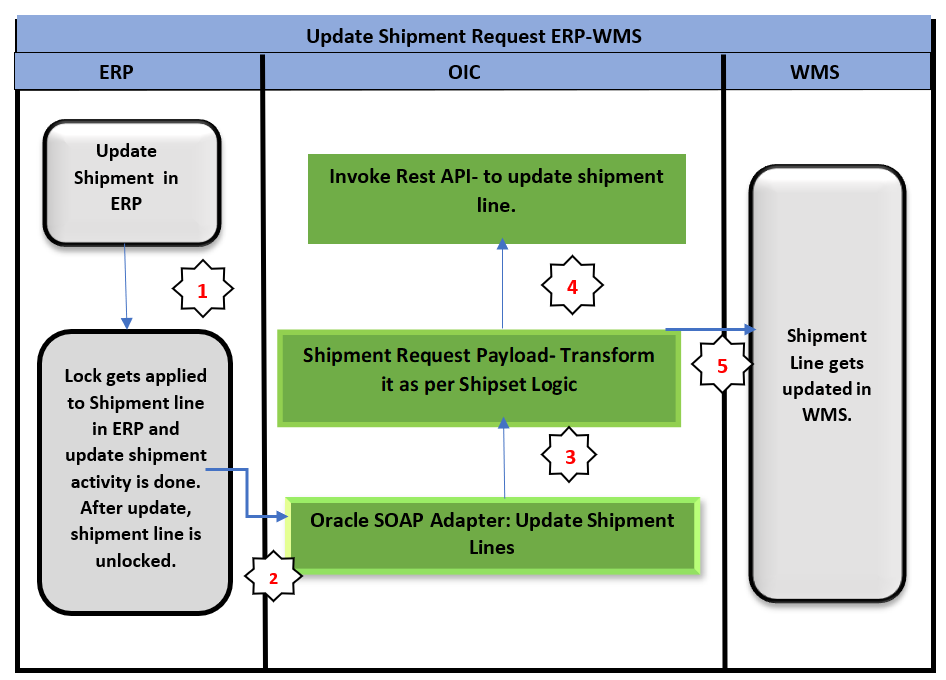 Update Shipment Request ERP-WMS
ERP
OIC
WMS
Update
Shipment in
ERP
1
Lock gets applied
to Shipment line
in ERP and
update shipment
activity is done.
After update,
shipment line is
unlocked.
2
Oracle SOAP Adapter: Update Shipment
Lines
3
Shipment Request Payload- Transform
it as per Shipset Logic
4
Invoke Rest API- to update shipment
line.
5
Shipment
Line gets
updated in
WMS.